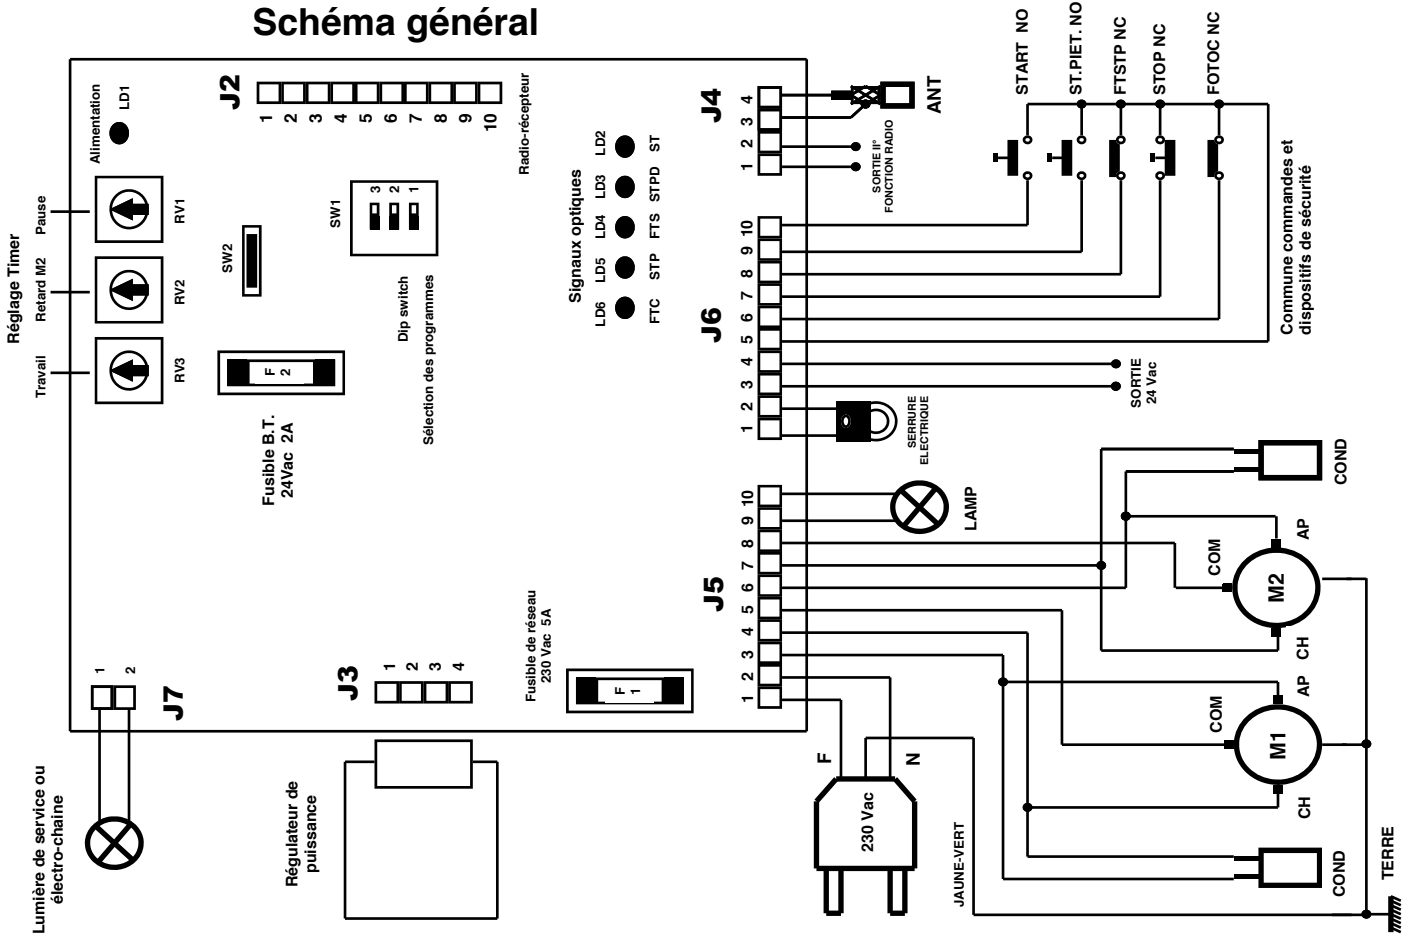 Schéma général
Réglage Timer
Pause
Retard M2
Travail
Alimentation
LD1
RV1
RV2
RV3
J2
1
2
3
4
5
6
7
8
9
10
Radio-récepteur
SW2
SW1
3
2
1
Dip switch
Sélection des programmes
F 2
Fusible B.T.
24Vac 2A
Signaux optiques
LD2
LD3
LD4
LD5
LD6
ST
STPD
FTS
STP
FTC
J4
4
3
2
1
ANT
SORTIE II°
FONCTION RADIO
START NO
ST.PIET. NO
FTSTP NC
STOP NC
FOTOC NC
Commune commandes et
dispositifs de sécurité
J6
10
9
8
7
6
5
4
3
2
1
SORTIE
24 Vac
SERRURE
ELECTRIQUE
J5
10
9
8
7
6
5
4
3
2
1
LAMP
COND
COM
AP
M2
CH
COM
AP
M1
CH
COND
TERRE
F
N
230 Vac
JAUNE-VERT
Fusible de réseau
230 Vac 5A
F 1
J3
1
2
3
4
Régulateur de
puissance
J7
1
2
Lumière de service ou
électro-chaine